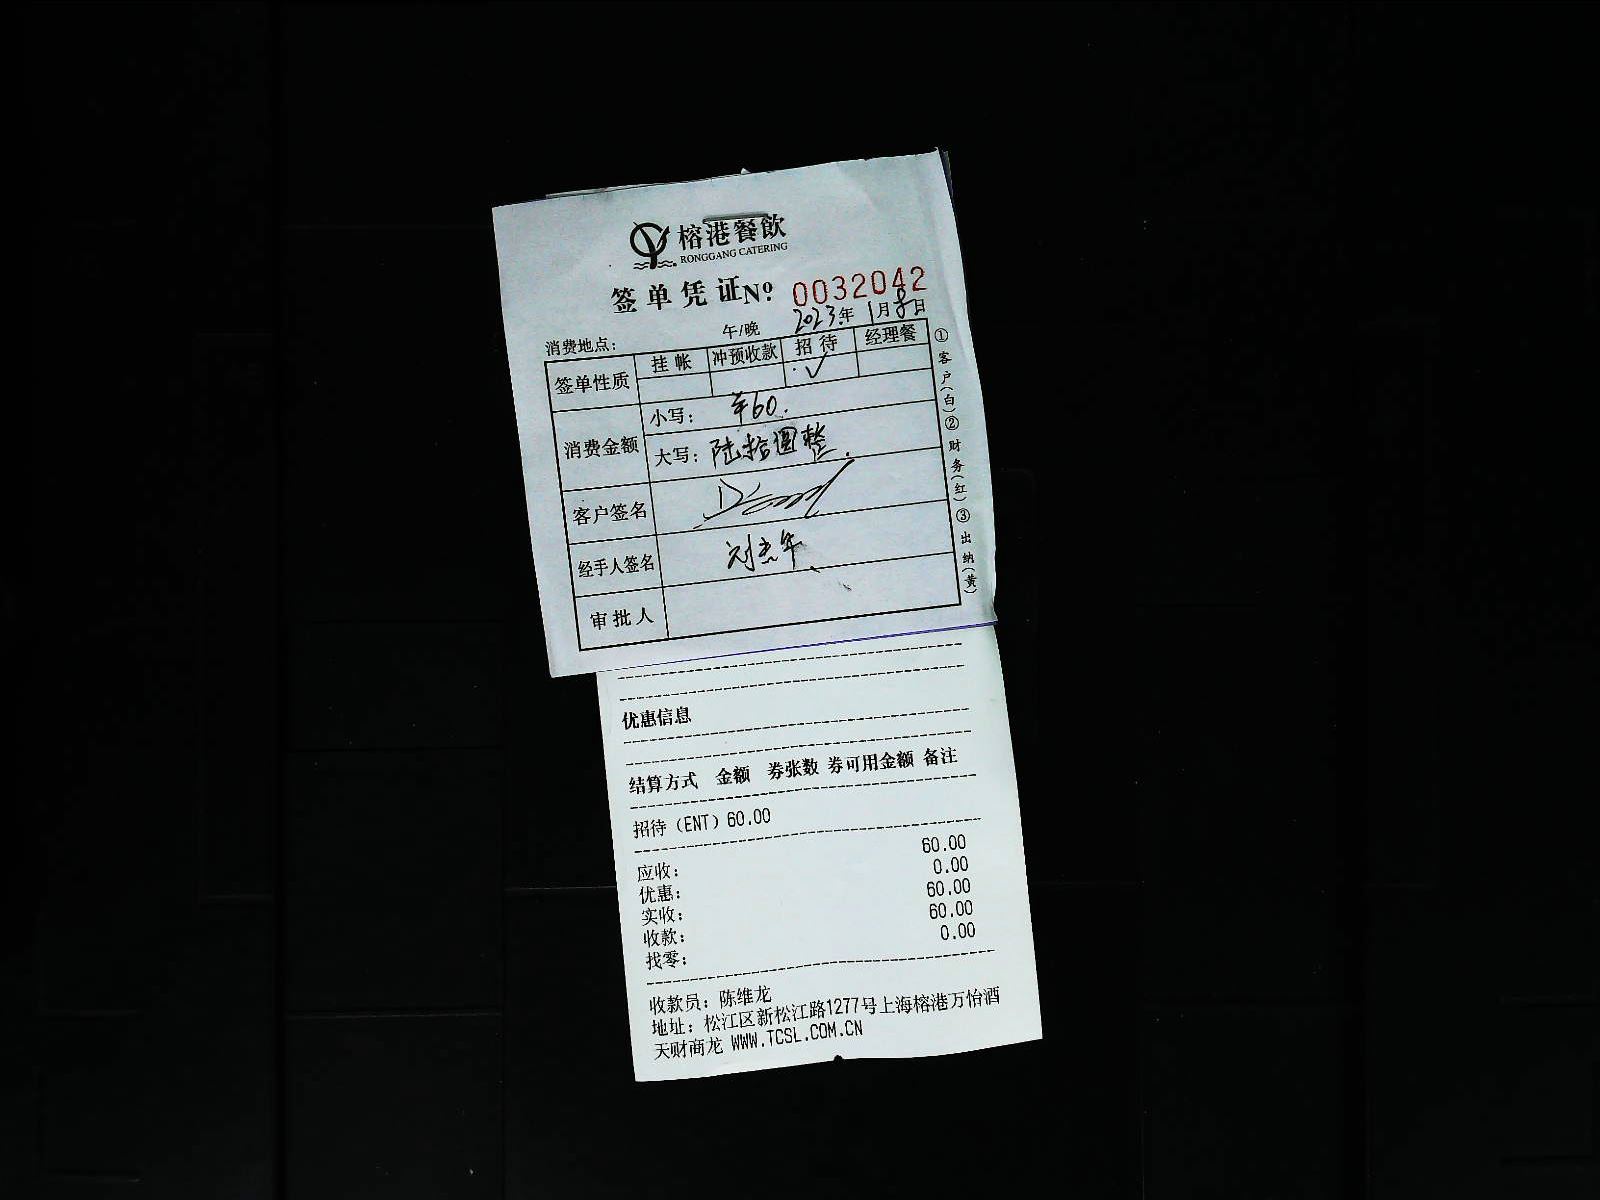 榕港餐飲
RONGGANG CATERING
签单凭证 No. 0032042
消费地点： 午/晚 2023年1月8日
签单性质 挂帐 冲预收款 招待 经理餐
✓
消费金额 小写： ¥60.
大写： 陆拾圆整.
客户签名
经手人签名
审批人
①客户(白)②财务(红)③出纳(黄)
优惠信息
结算方式 金额 券张数 券可用金额 备注
招待（ENT）60.00
应收： 60.00
优惠： 0.00
实收： 60.00
收款： 60.00
找零： 0.00
收款员：陈维龙
地址：松江区新松江路1277号上海榕港万怡酒
天财商龙 WWW.TCSL.COM.CN